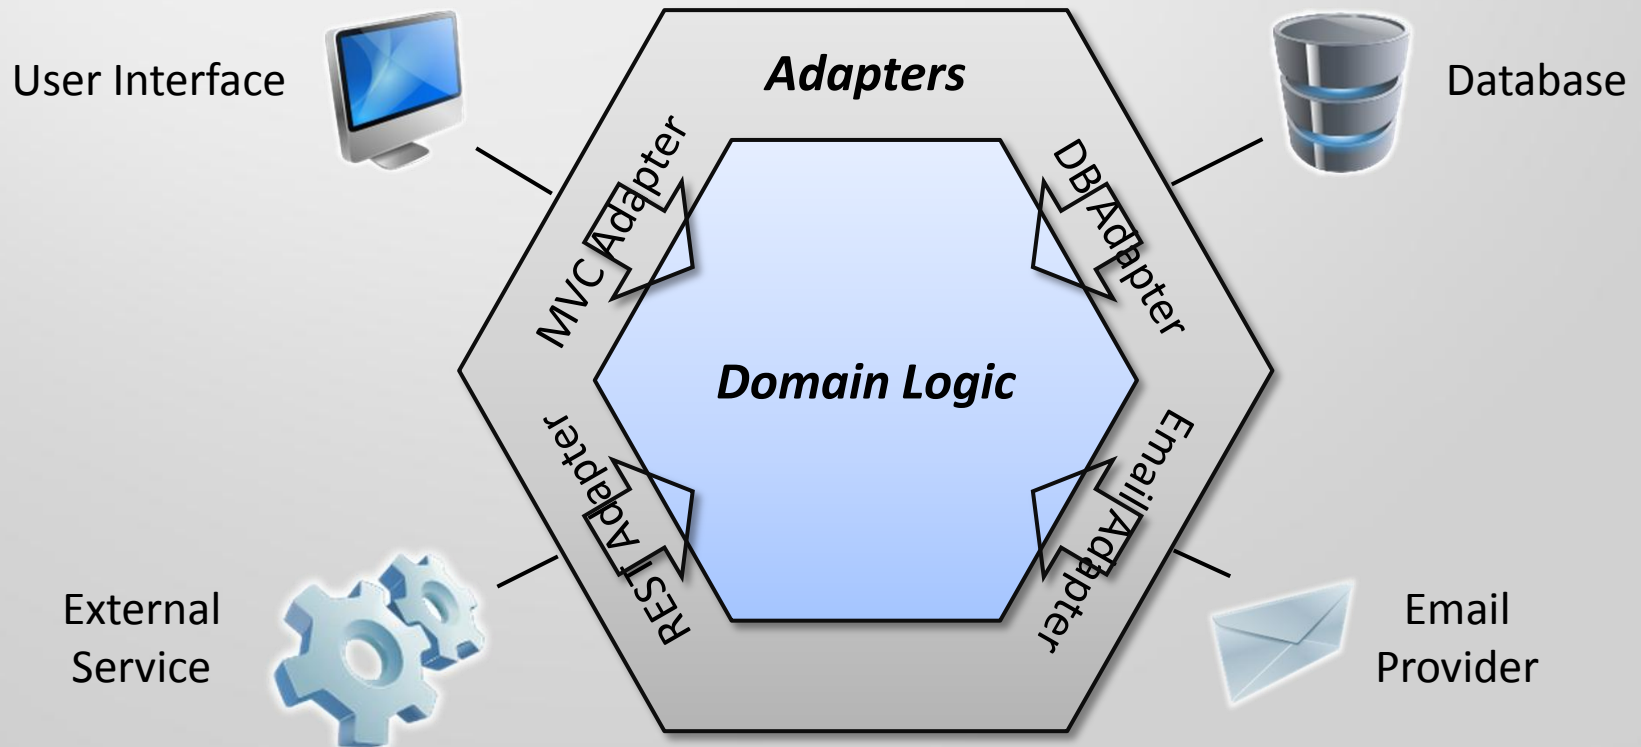 User Interface
Adapters
Database
MVC Adapter
DB Adapter
Domain Logic
REST Adapter
Email Adapter
External
Service
Email
Provider